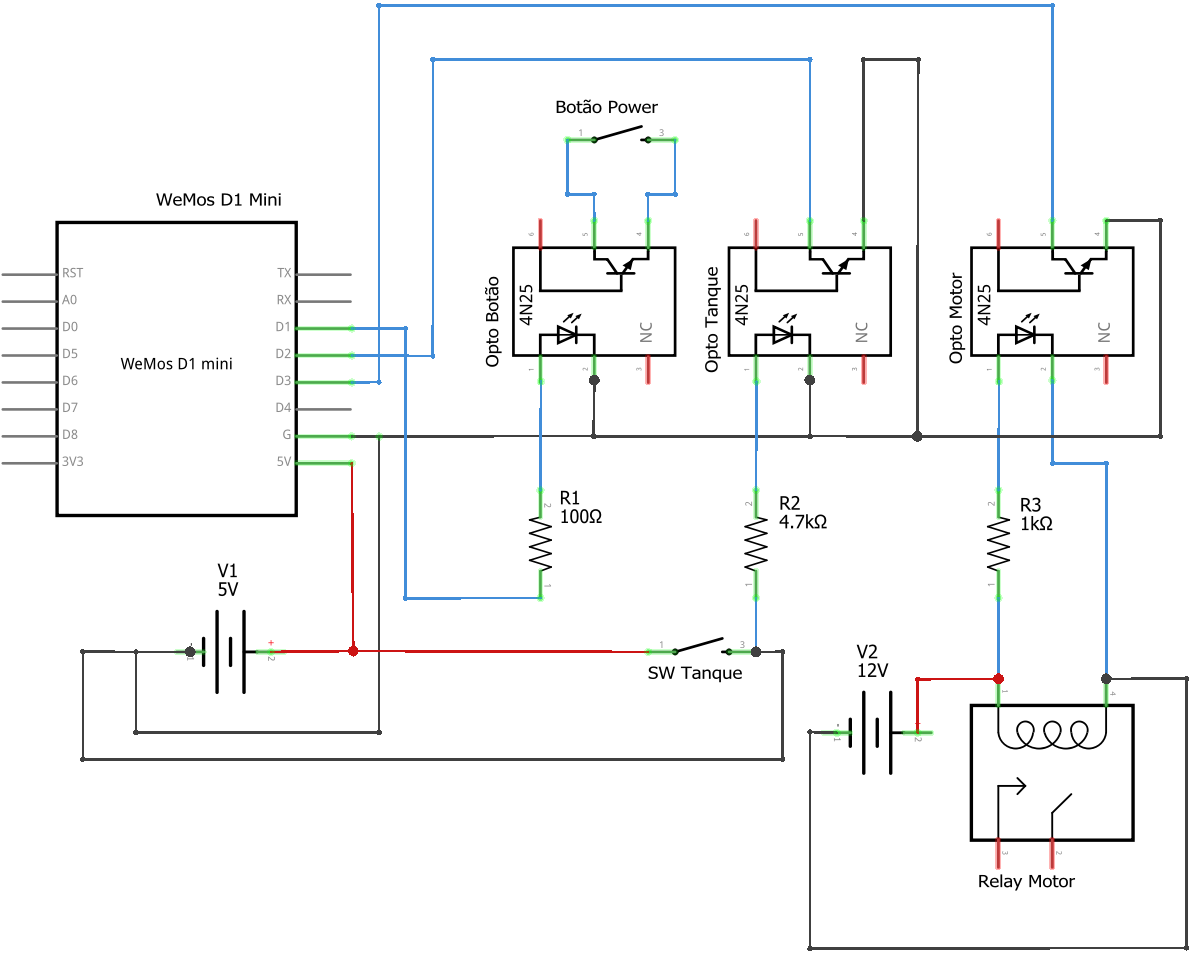 Botão Power
1 3
WeMos D1 Mini
6 5 4
6 5 4
6 5 4
RST TX
A0 RX
D0 D1
D5 D2
D6 D3
D7 D4
D8 G
3V3 5V
WeMos D1 mini
Opto Botão
4N25
NC
1 2 3
Opto Tanque
4N25
NC
1 2 3
Opto Motor
4N25
NC
1 2 3
2
R1
100Ω
1
2
R2
4.7kΩ
1
2
R3
1kΩ
1
V1
5V
- +
1 2
1 3
SW Tanque
V2
12V
-
1 2
1 4
3 2
Relay Motor